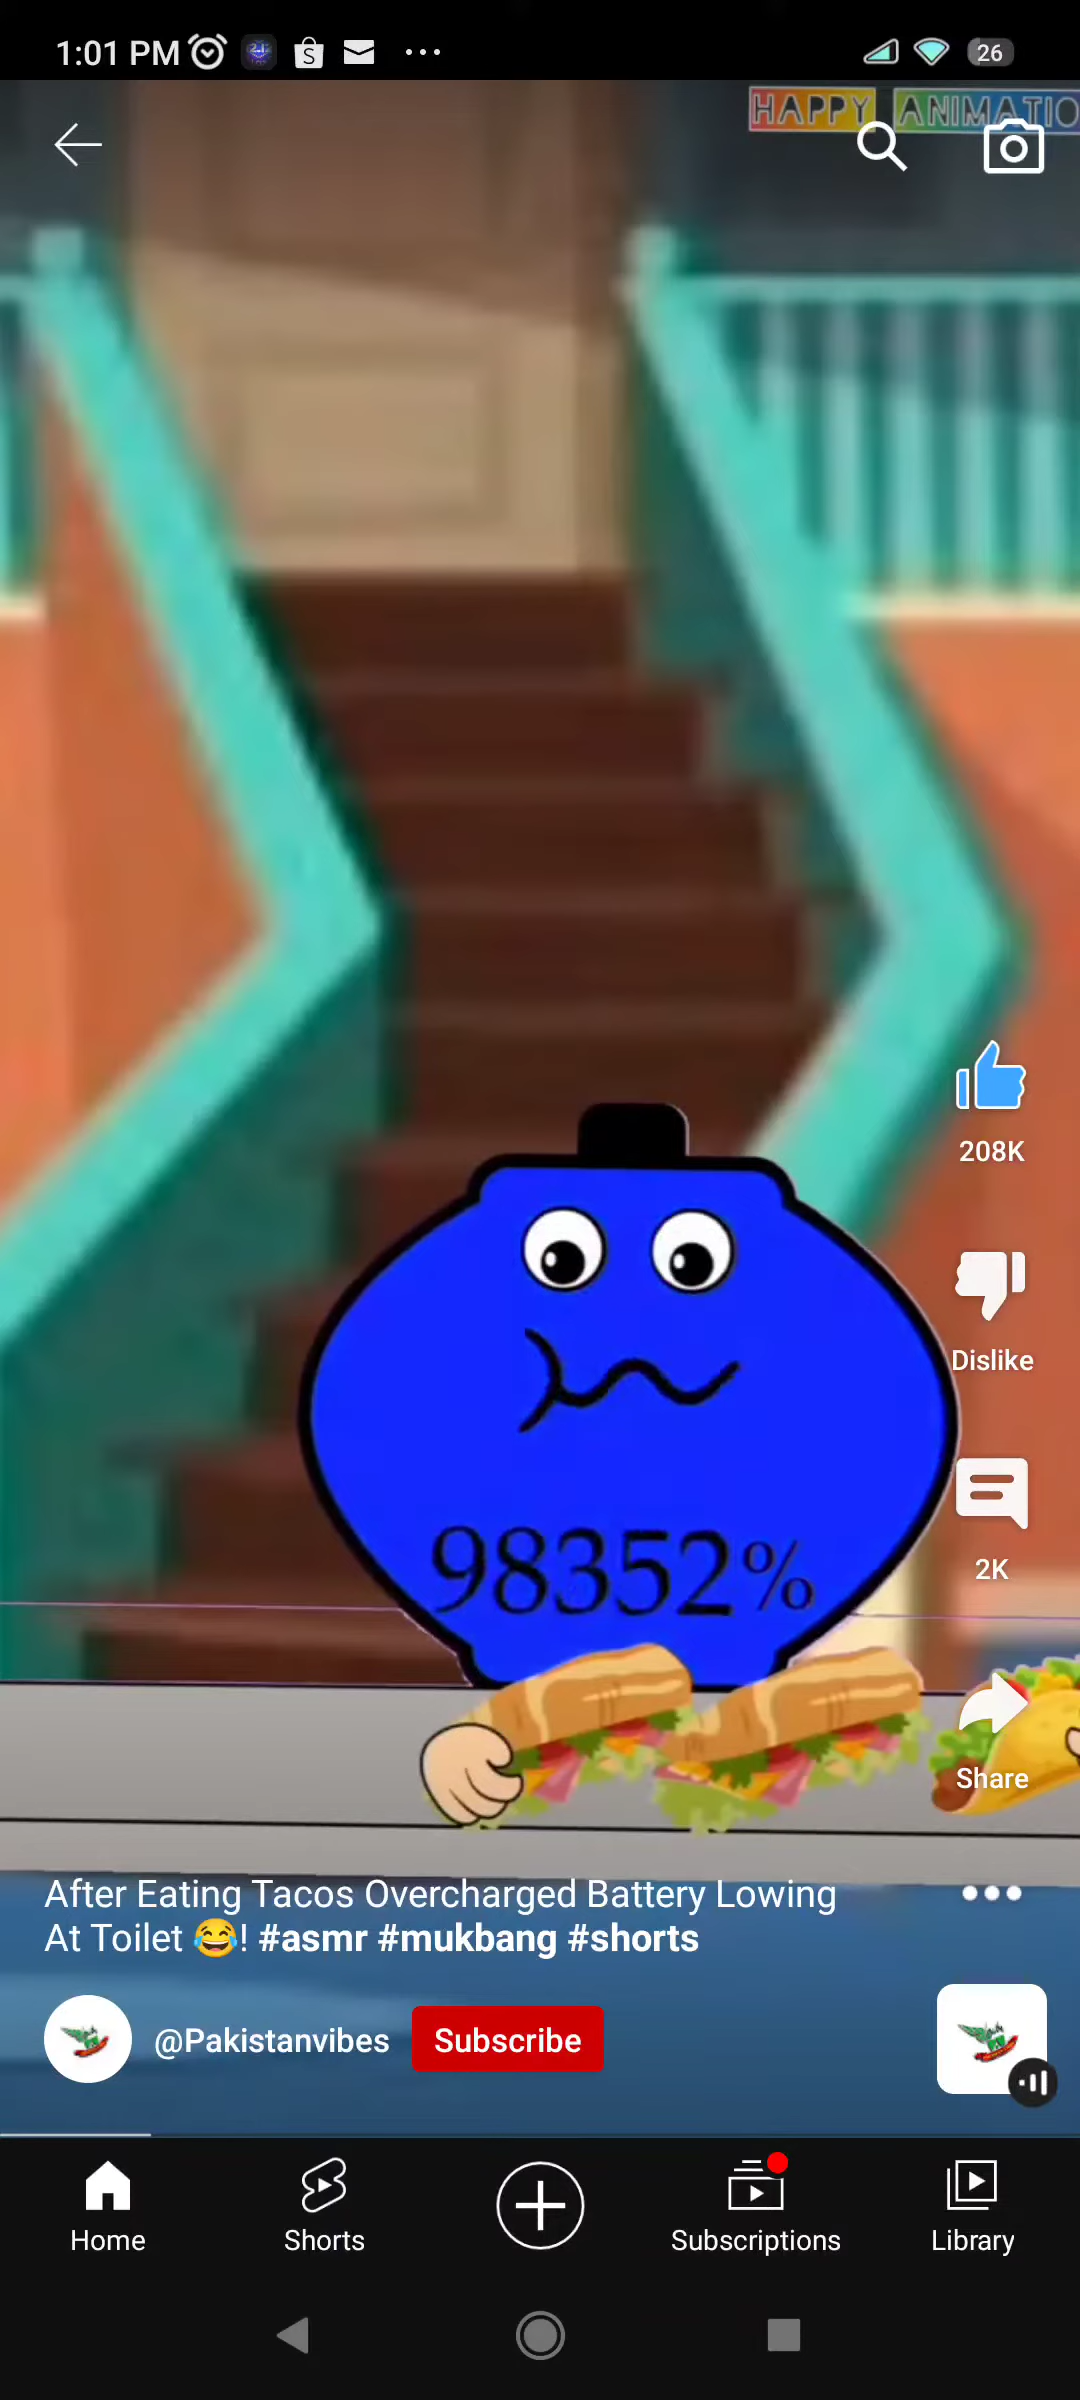 1:01 PM
26
HAPPY ANIMATIO
208K
Dislike
98352%
2K
Share
After Eating Tacos Overcharged Battery Lowing
At Toilet 😂! #asmr #mukbang #shorts
@Pakistanvibes Subscribe
Home Shorts Subscriptions Library